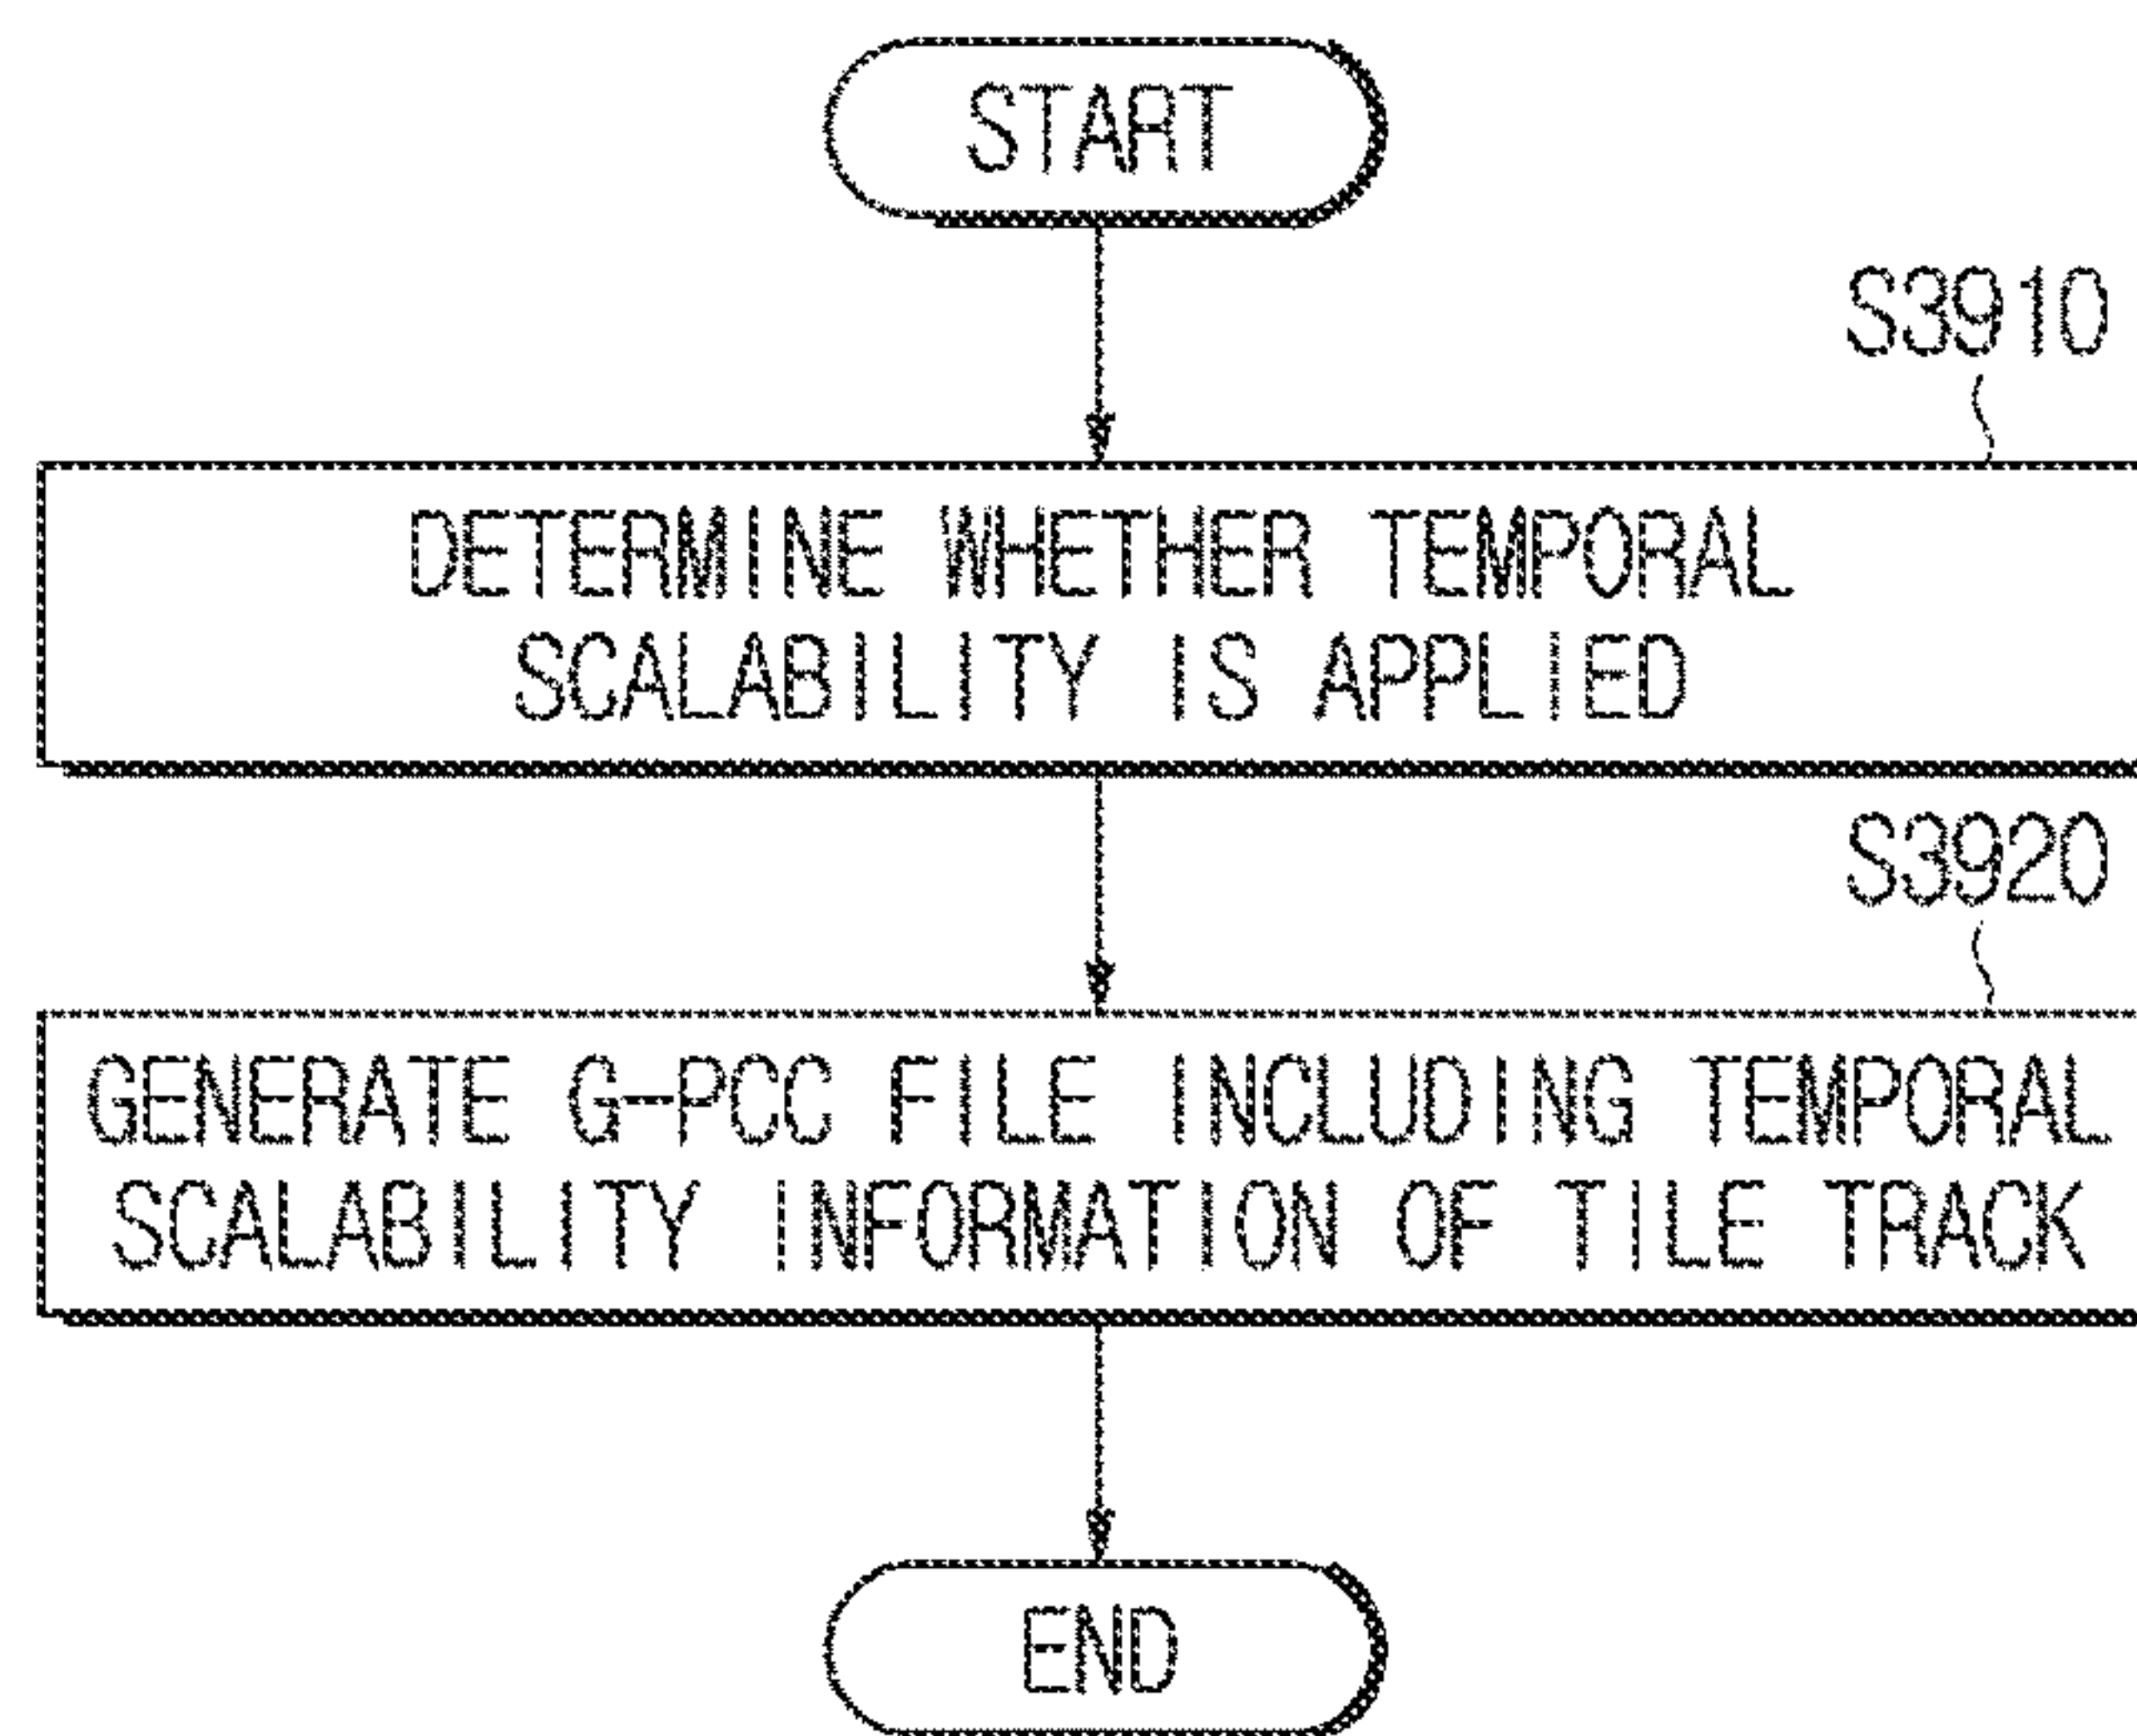 START
S3910
DETERMINE WHETHER TEMPORAL
SCALABILITY IS APPLIED
S3920
GENERATE G-PCC FILE INCLUDING TEMPORAL
SCALABILITY INFORMATION OF TILE TRACK
END